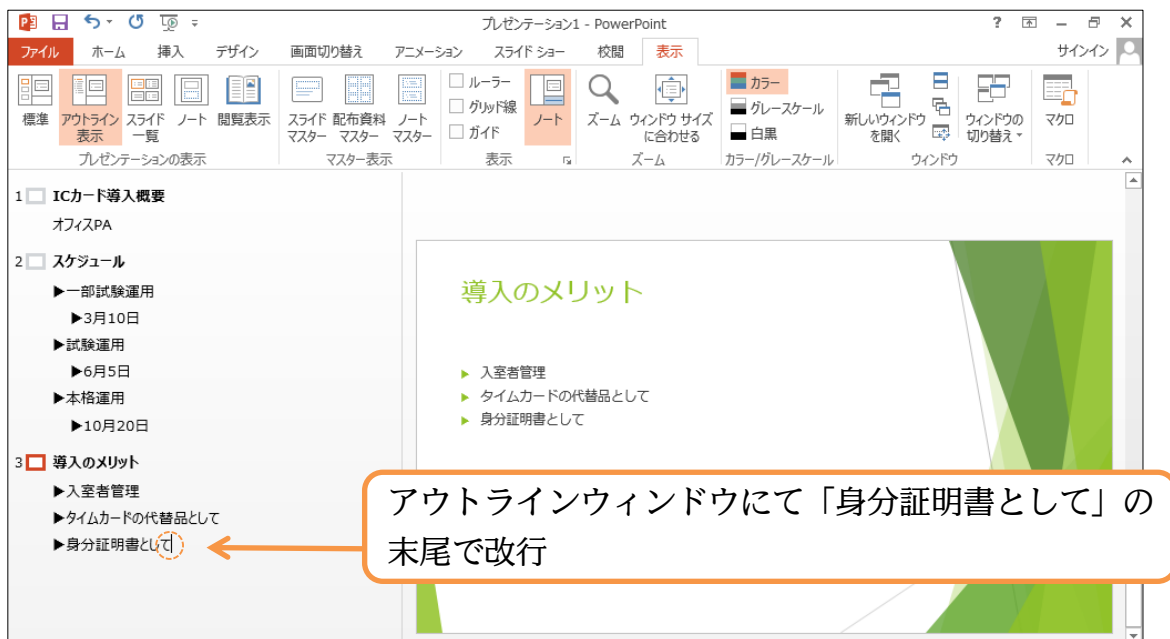 プレゼンテーション1 - PowerPoint
?
ファイル ホーム 挿入 デザイン 画面切り替え アニメーション スライド ショー 校閲 表示 サインイン
標準
アウトライン
表示
スライド
一覧
ノート
閲覧表示
プレゼンテーションの表示
スライド
マスター
配布資料
マスター
ノート
マスター
マスター表示
ルーラー
グリッド線
ガイド
ノート
表示
ズーム
ウィンドウ サイズ
に合わせる
ズーム
カラー
グレースケール
白黒
カラー/グレースケール
新しいウィンドウ
を開く
ウィンドウの
切り替え
ウィンドウ
マクロ
マクロ
1 ICカード導入概要
オフィスPA
2 スケジュール
▶一部試験運用
▶3月10日
▶試験運用
▶6月5日
▶本格運用
▶10月20日
3 導入のメリット
▶入室者管理
▶タイムカードの代替品として
▶身分証明書として
導入のメリット
▶ 入室者管理
▶ タイムカードの代替品として
▶ 身分証明書として
アウトラインウィンドウにて「身分証明書として」の
末尾で改行